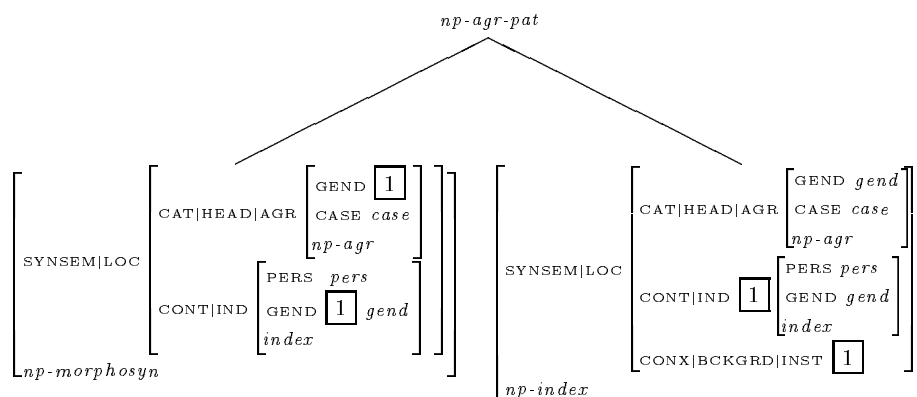 np-agr-pat
GEND 1
CAT|HEAD|AGR CASE case
np-agr
SYNSEM|LOC
PERS pers
CONT|IND GEND 1 gend
index
np-morphosyn
GEND gend
CAT|HEAD|AGR CASE case
np-agr
SYNSEM|LOC
PERS pers
CONT|IND 1 GEND gend
index
CONX|BCKGRD|INST 1
np-index